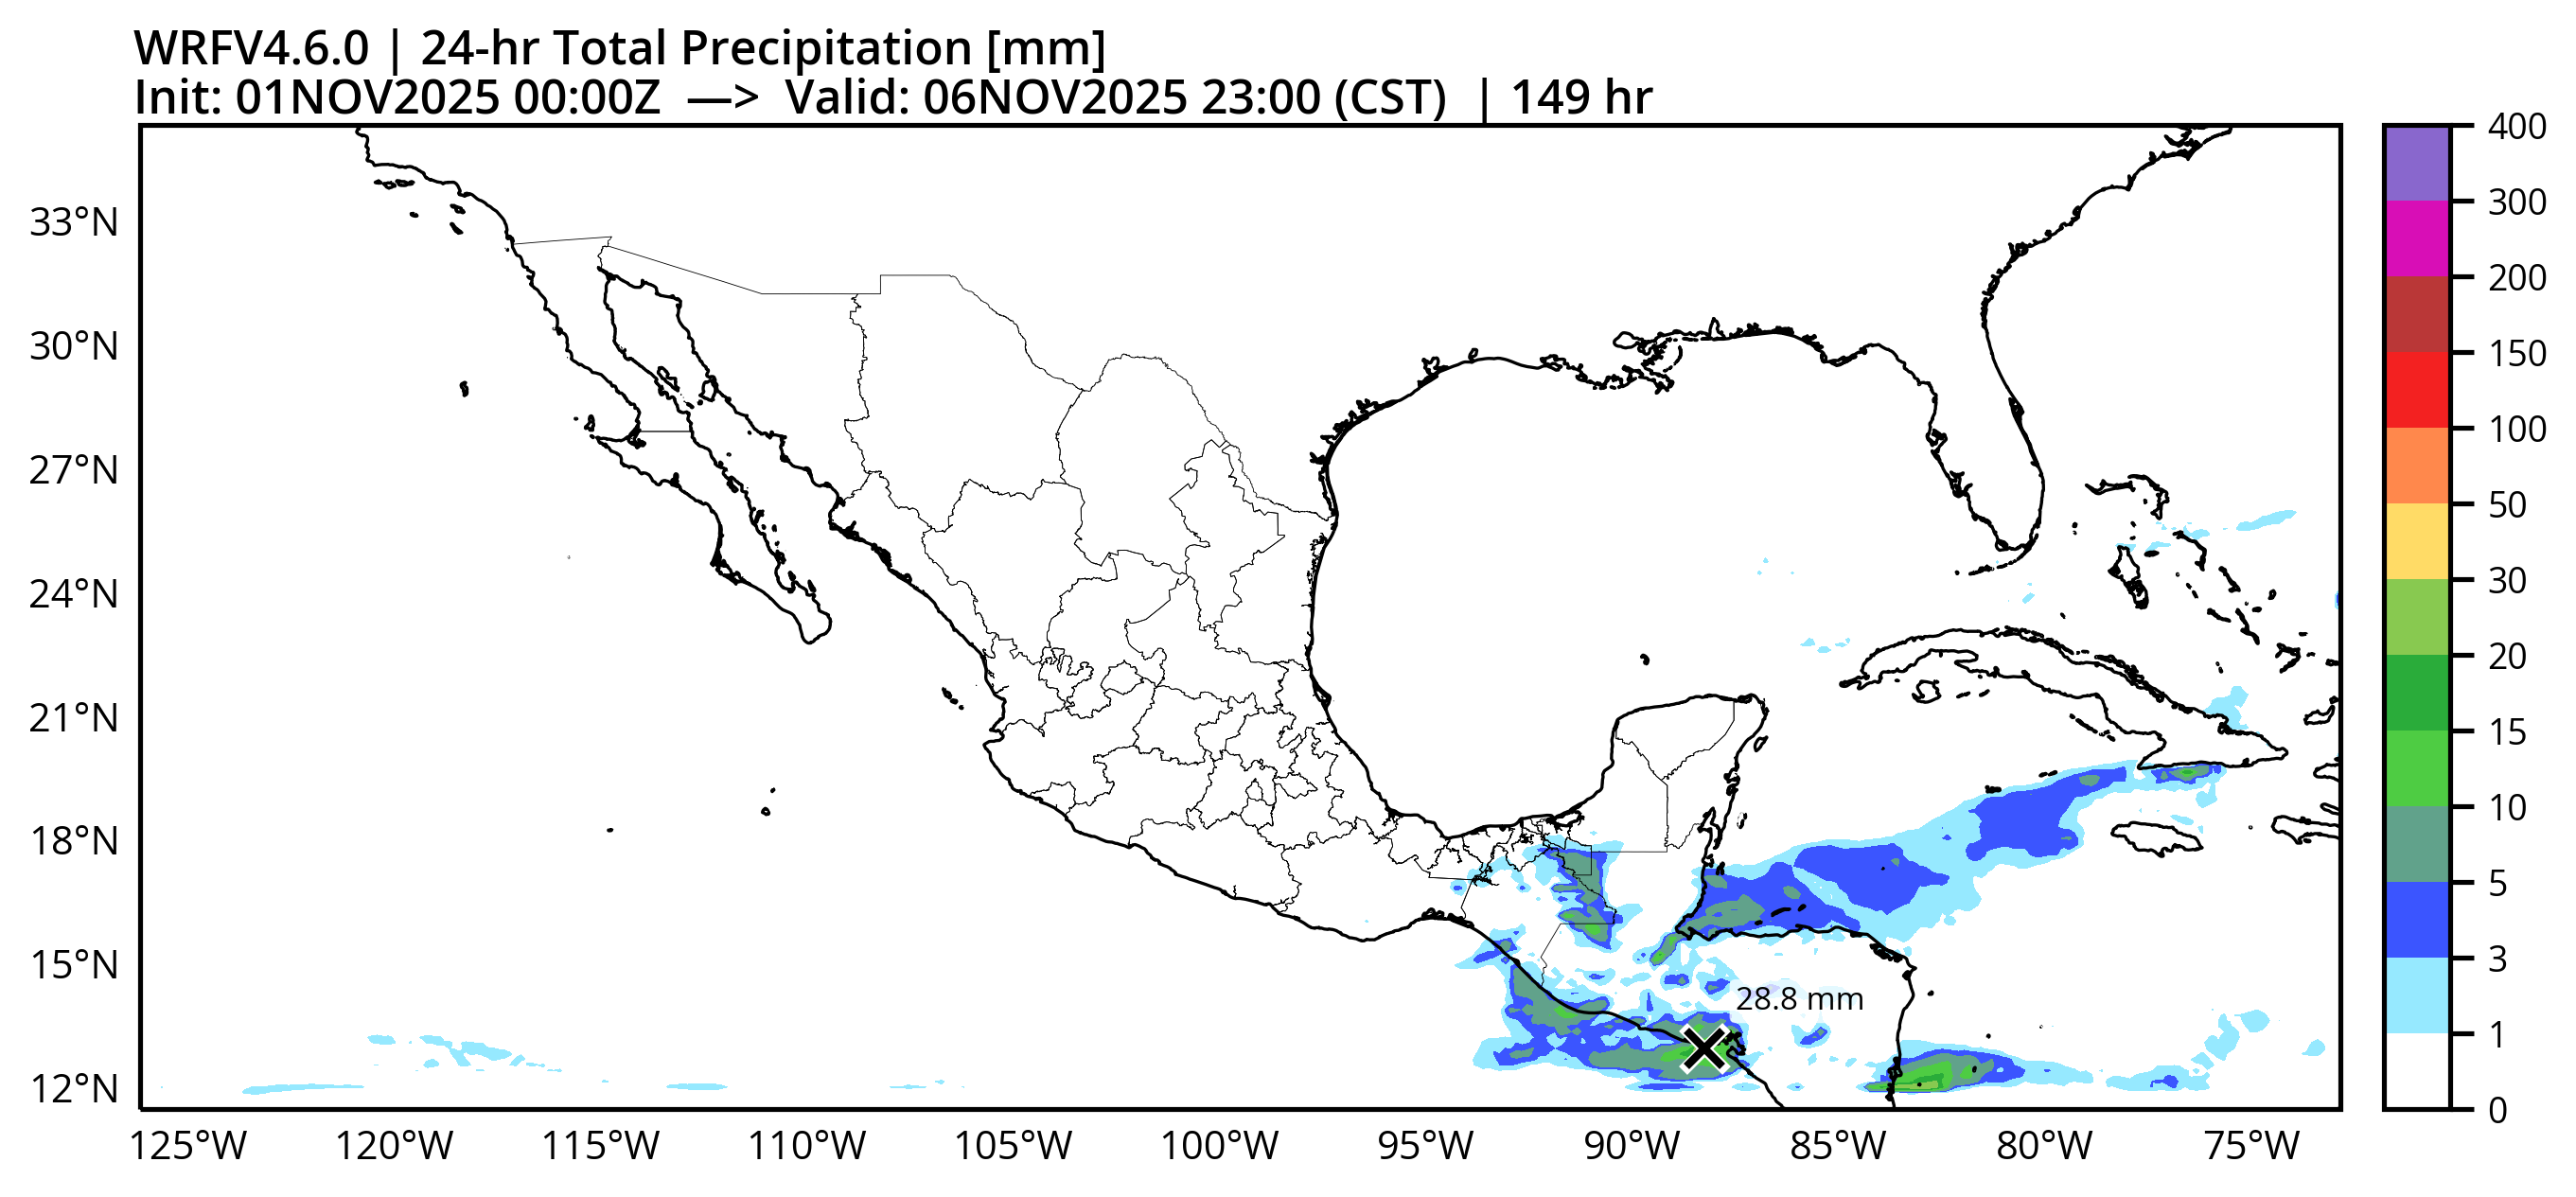 WRFV4.6.0 | 24-hr Total Precipitation [mm]
Init: 01NOV2025 00:00Z —> Valid: 06NOV2025 23:00 (CST) | 149 hr
33°N
30°N
27°N
24°N
21°N
18°N
15°N
12°N
125°W 120°W 115°W 110°W 105°W 100°W 95°W 90°W 85°W 80°W 75°W
28.8 mm
400
300
200
150
100
50
30
20
15
10
5
3
1
0